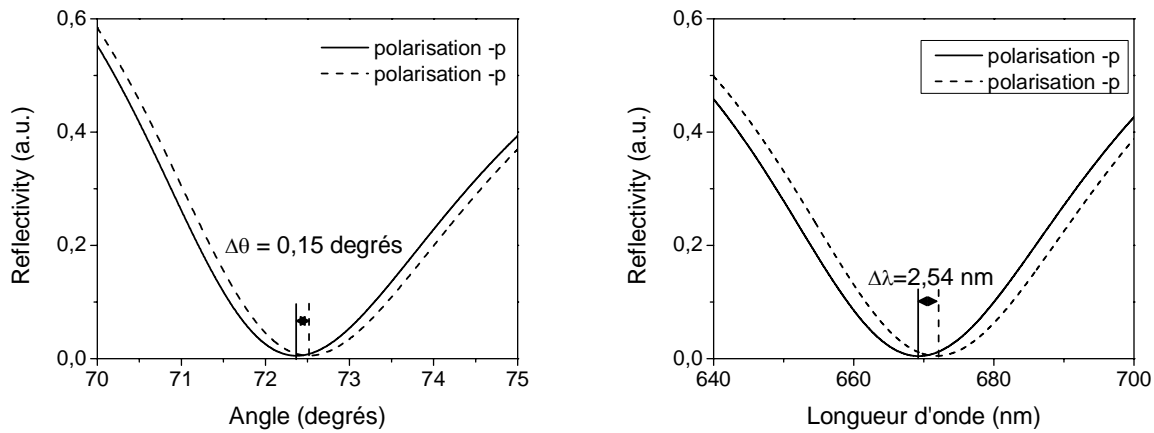 0,6
0,4
0,2
0,0
Reflectivity (a.u.)
polarisation -p
polarisation -p
Δθ = 0,15 degrés
70 71 72 73 74 75
Angle (degrés)
0,6
0,4
0,2
0,0
Reflectivity (a.u.)
polarisation -p
polarisation -p
Δλ=2,54 nm
640 660 680 700
Longueur d'onde (nm)